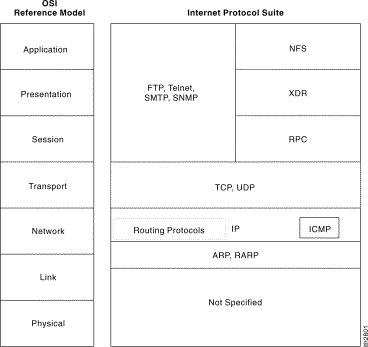 OSI
Reference Model
Internet Protocol Suite
Application
Presentation
Session
Transport
Network
Link
Physical
FTP, Telnet,
SMTP, SNMP
NFS
XDR
RPC
TCP, UDP
Routing Protocols
IP
ICMP
ARP, RARP
Not Specified
ith2801